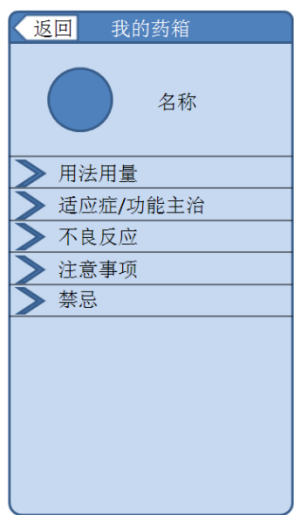 返回 我的药箱
名称
用法用量
适应症/功能主治
不良反应
注意事项
禁忌